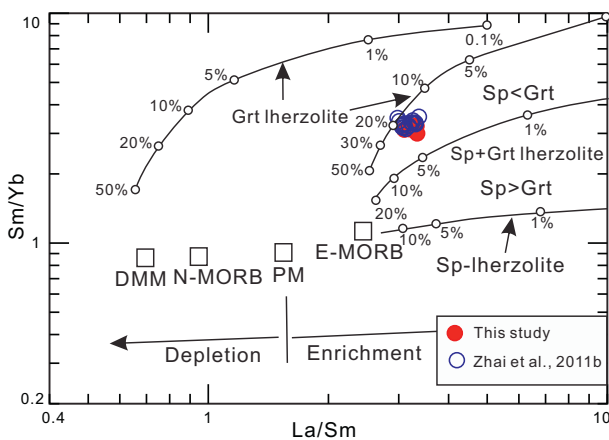 10
0.1%
1%
5%
10%
5%
Sp<Grt
Grt lherzolite
10%
20%
1%
20%
30%
Sp+Grt lherzolite
50%
5%
50%
10%
Sp>Grt
20%
Sm/Yb
1
10%
5%
1%
E-MORB
DMM
N-MORB
PM
Sp-lherzolite
This study
Depletion
Enrichment
Zhai et al., 2011b
0.2
0.4
1
10
La/Sm